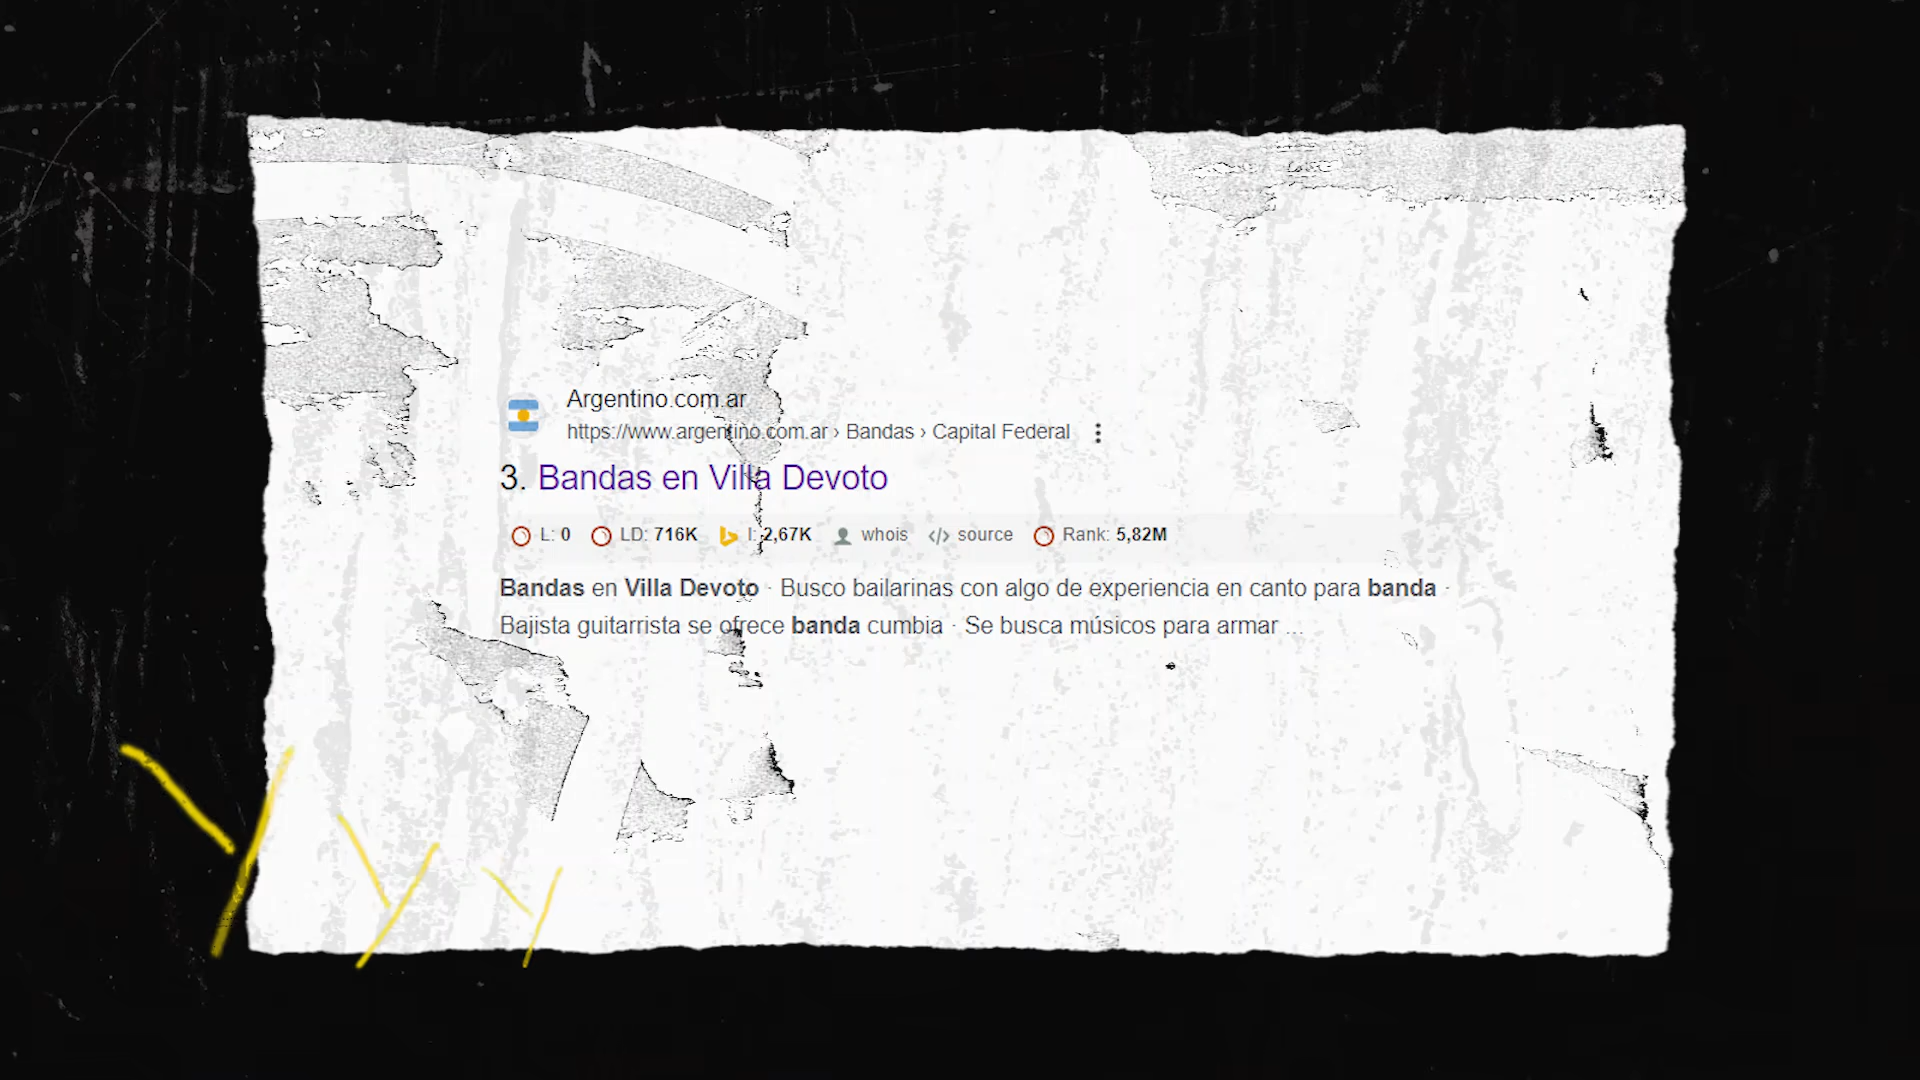 Argentino.com.ar
https://www.argentino.com.ar › Bandas › Capital Federal
3. Bandas en Villa Devoto
L: 0 LD: 716K I: 2,67K whois source Rank: 5,82M
Bandas en Villa Devoto · Busco bailarinas con algo de experiencia en canto para banda ·
Bajista guitarrista se ofrece banda cumbia · Se busca músicos para armar ...